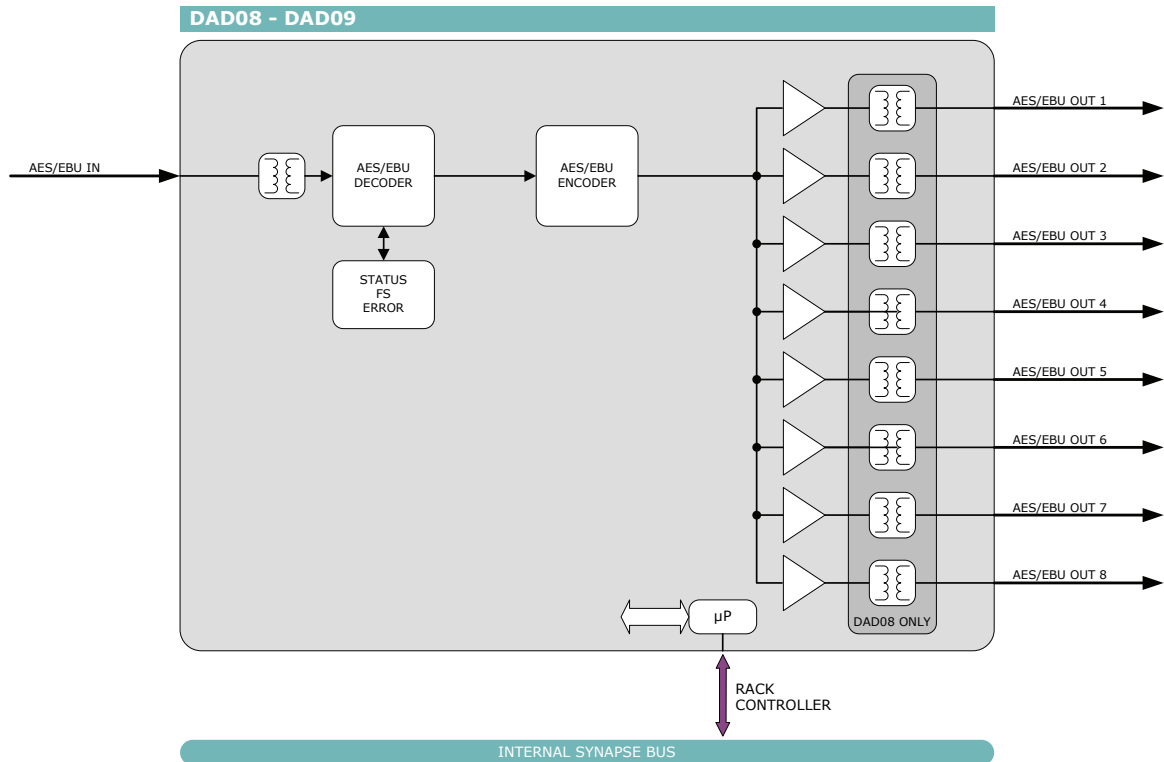 DAD08 - DAD09
AES/EBU IN
AES/EBU
DECODER
AES/EBU
ENCODER
STATUS
FS
ERROR
AES/EBU OUT 1
AES/EBU OUT 2
AES/EBU OUT 3
AES/EBU OUT 4
AES/EBU OUT 5
AES/EBU OUT 6
AES/EBU OUT 7
AES/EBU OUT 8
µP
DAD08 ONLY
RACK
CONTROLLER
INTERNAL SYNAPSE BUS